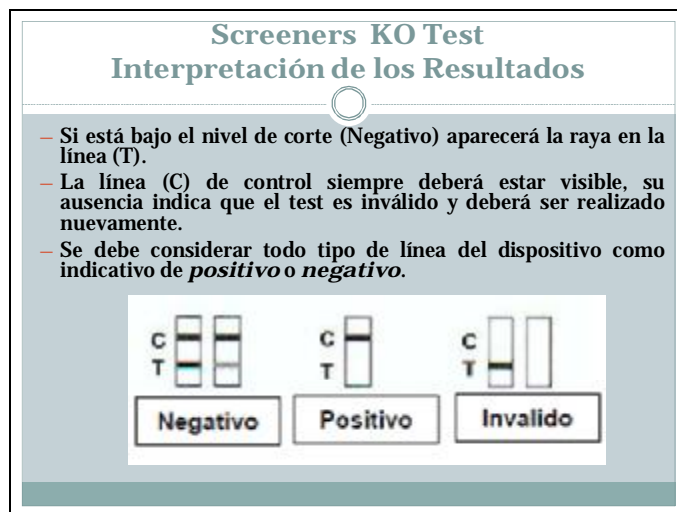 Screeners KO Test
Interpretación de los Resultados
– Si está bajo el nivel de corte (Negativo) aparecerá la raya en la
línea (T).
– La línea (C) de control siempre deberá estar visible, su
ausencia indica que el test es inválido y deberá ser realizado
nuevamente.
– Se debe considerar todo tipo de línea del dispositivo como
indicativo de positivo o negativo.
C
T
Negativo
C
T
Positivo
C
T
Invalido